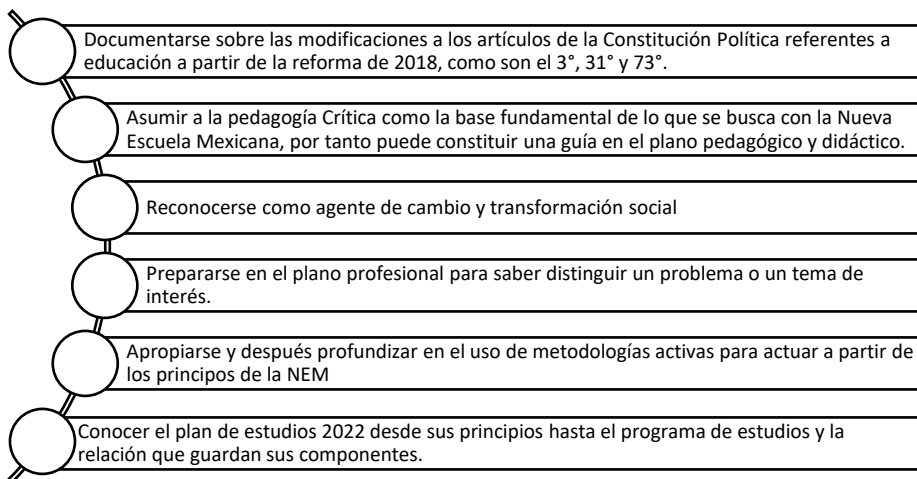 Documentarse sobre las modificaciones a los artículos de la Constitución Política referentes a
educación a partir de la reforma de 2018, como son el 3°, 31° y 73°.
Asumir a la pedagogía Crítica como la base fundamental de lo que se busca con la Nueva
Escuela Mexicana, por tanto puede constituir una guía en el plano pedagógico y didáctico.
Reconocerse como agente de cambio y transformación social
Prepararse en el plano profesional para saber distinguir un problema o un tema de
interés.
Apropiarse y después profundizar en el uso de metodologías activas para actuar a partir de
los principos de la NEM
Conocer el plan de estudios 2022 desde sus principios hasta el programa de estudios y la
relación que guardan sus componentes.